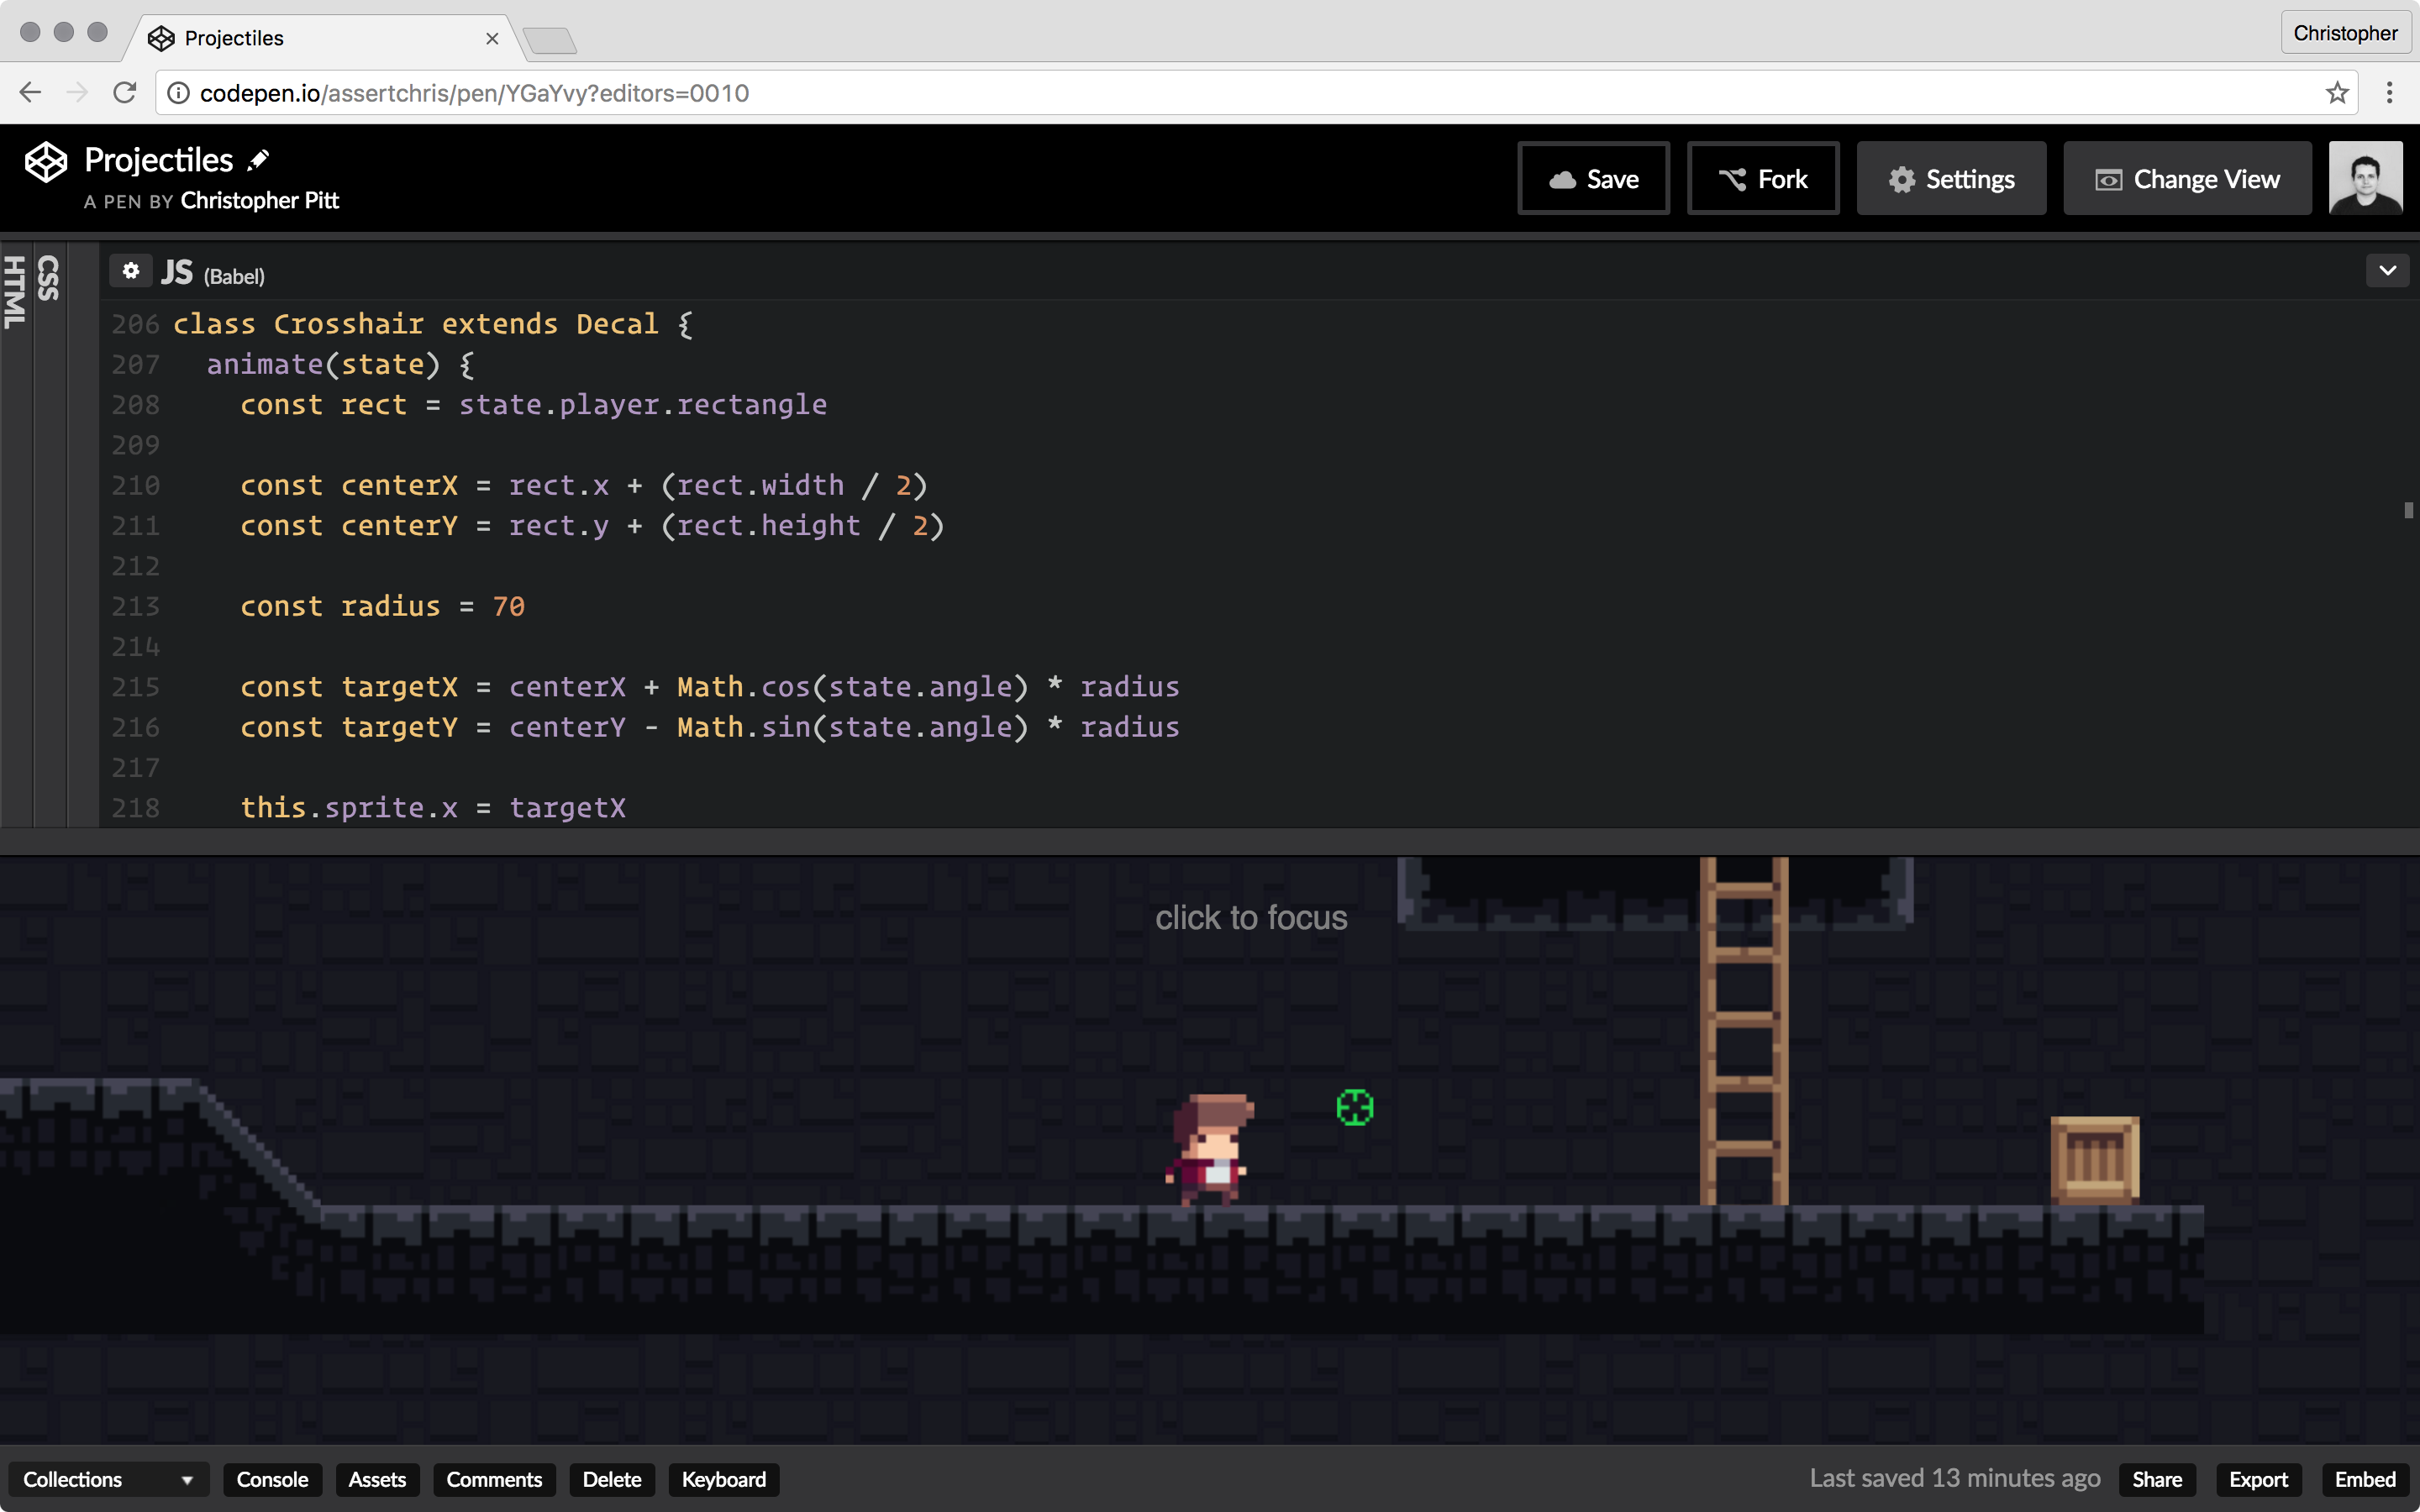 Projectiles
Christopher
codepen.io/assertchris/pen/YGaYvy?editors=0010
Projectiles
A PEN BY Christopher Pitt
Save
Fork
Settings
Change View
HTML
CSS
JS (Babel)
206 class Crosshair extends Decal {
207 animate(state) {
208 const rect = state.player.rectangle
209
210 const centerX = rect.x + (rect.width / 2)
211 const centerY = rect.y + (rect.height / 2)
212
213 const radius = 70
214
215 const targetX = centerX + Math.cos(state.angle) * radius
216 const targetY = centerY - Math.sin(state.angle) * radius
217
218 this.sprite.x = targetX
click to focus
Collections
Console
Assets
Comments
Delete
Keyboard
Last saved 13 minutes ago
Share
Export
Embed